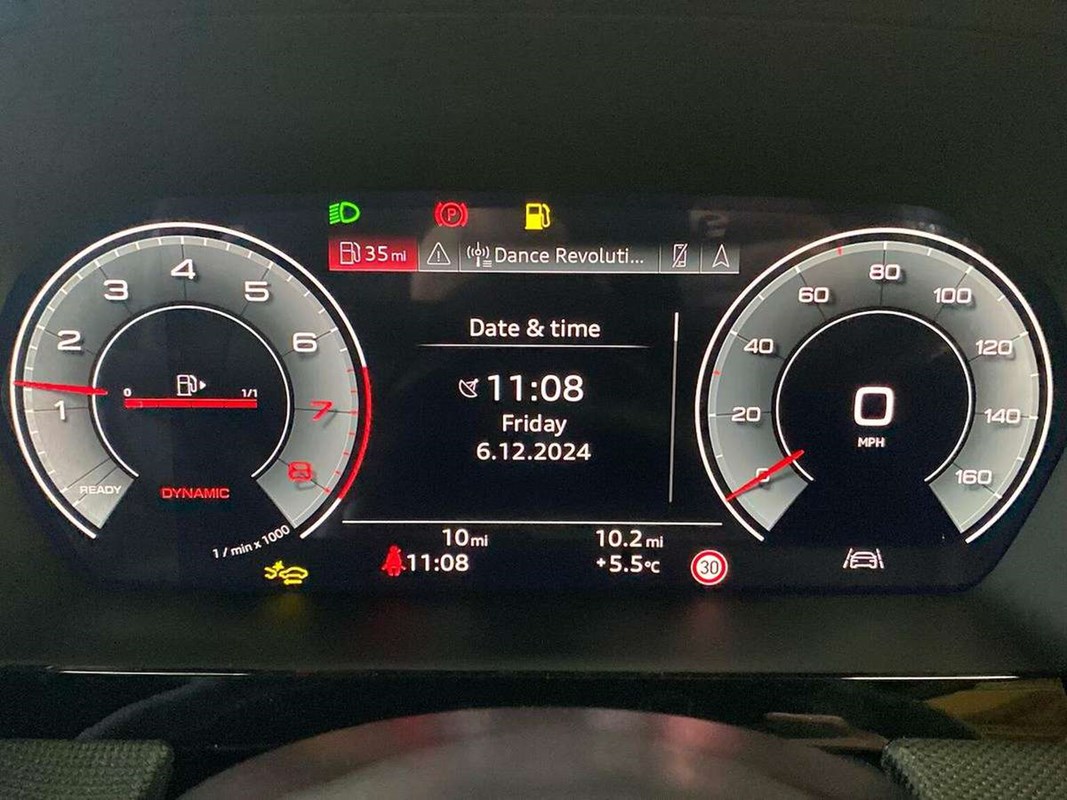 P
35 mi
Dance Revoluti...
1
2
3
4
5
6
7
8
0
1/1
READY
DYNAMIC
1 / min x 1000
Date & time
11:08
Friday
6.12.2024
10 mi
10.2 mi
11:08
+5.5°C
30
0
20
40
60
80
100
120
140
160
0
MPH